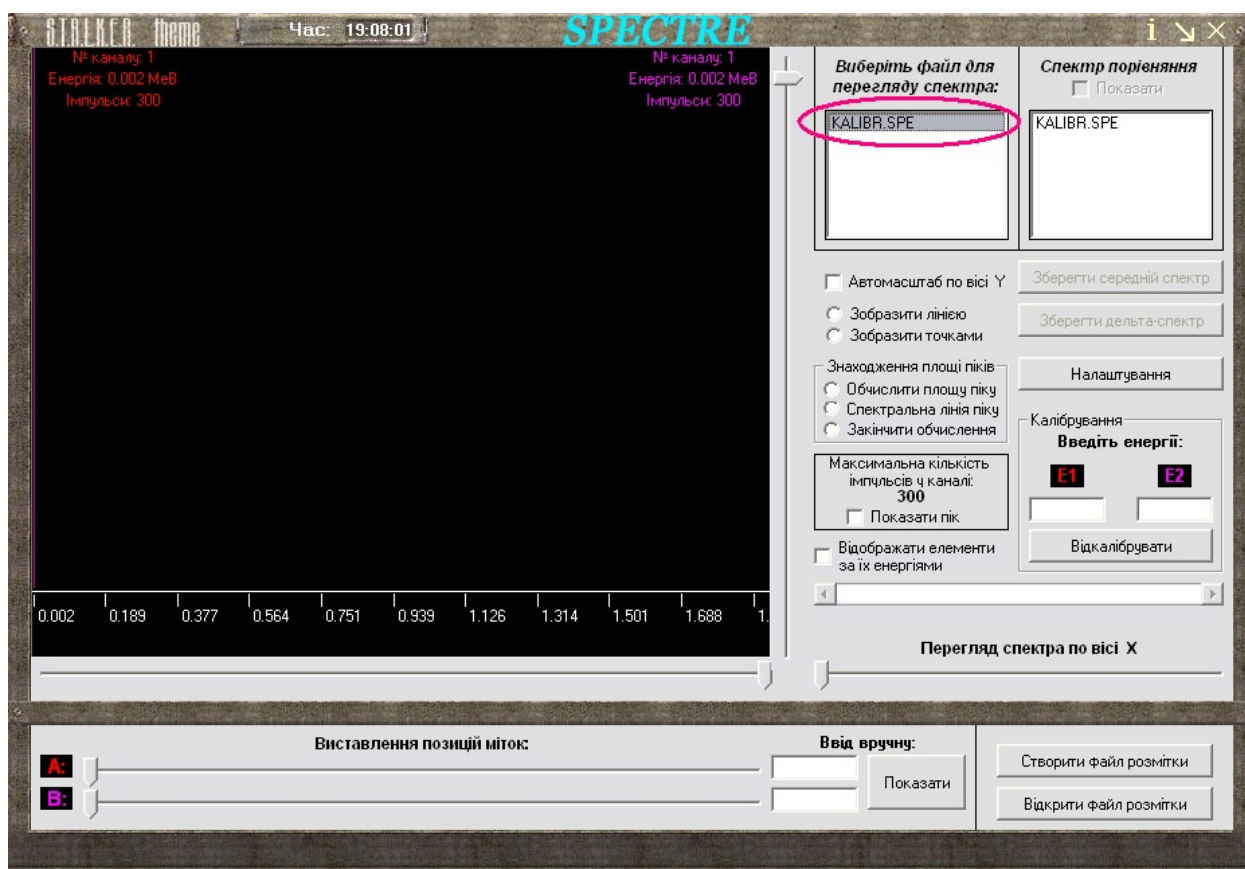 S.T.A.L.K.E.R. theme
Час: 19:08:01
SPECTRE
№ каналу: 1
Енергія: 0.002 МеВ
Імпульси: 300
№ каналу: 1
Енергія: 0.002 МеВ
Імпульси: 300
Виберіть файл для
перегляду спектра:
KALIBR.SPE
Спектр порівняння
Показати
KALIBR.SPE
Автомасштаб по вісі Y
Зобразити лінією
Зобразити точками
Знаходження площі піків
Обчислити площу піку
Спектральна лінія піку
Закінчити обчислення
Максимальна кількість
імпульсів у каналі:
300
Показати пік
Відображати елементи
за їх енергіями
Зберегти середній спектр
Зберегти дельта-спектр
Налаштування
Калібрування
Введіть енергії:
E1 E2
Відкалібрувати
0.002 0.189 0.377 0.564 0.751 0.939 1.126 1.314 1.501 1.688 1.
Перегляд спектра по вісі X
Виставлення позицій міток:
A:
B:
Ввід вручну:
Показати
Створити файл розмітки
Відкрити файл розмітки